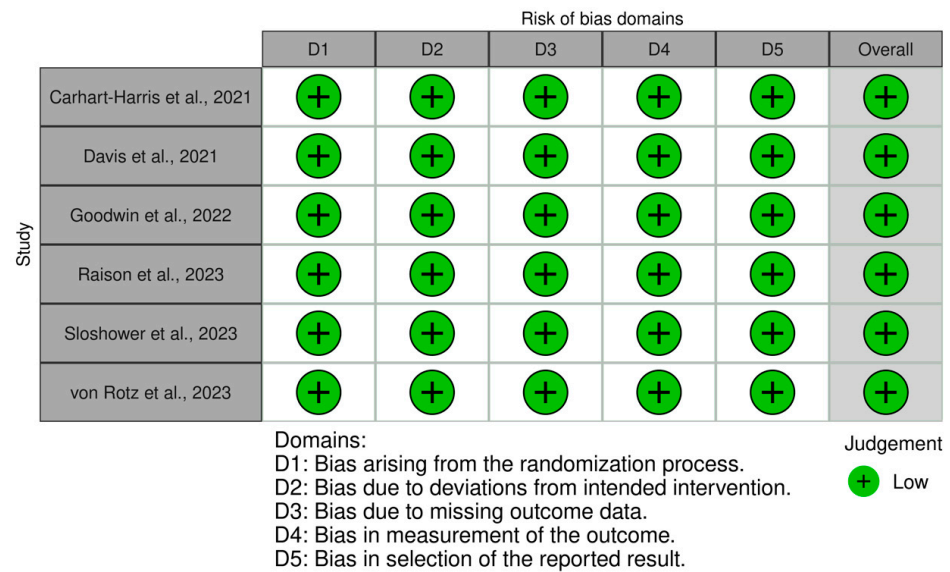 Risk of bias domains
D1 D2 D3 D4 D5 Overall
Study
Carhart-Harris et al., 2021 + + + + + +
Davis et al., 2021 + + + + + +
Goodwin et al., 2022 + + + + + +
Raison et al., 2023 + + + + + +
Sloshower et al., 2023 + + + + + +
von Rotz et al., 2023 + + + + + +
Domains:
D1: Bias arising from the randomization process.
D2: Bias due to deviations from intended intervention.
D3: Bias due to missing outcome data.
D4: Bias in measurement of the outcome.
D5: Bias in selection of the reported result.
Judgement
+ Low